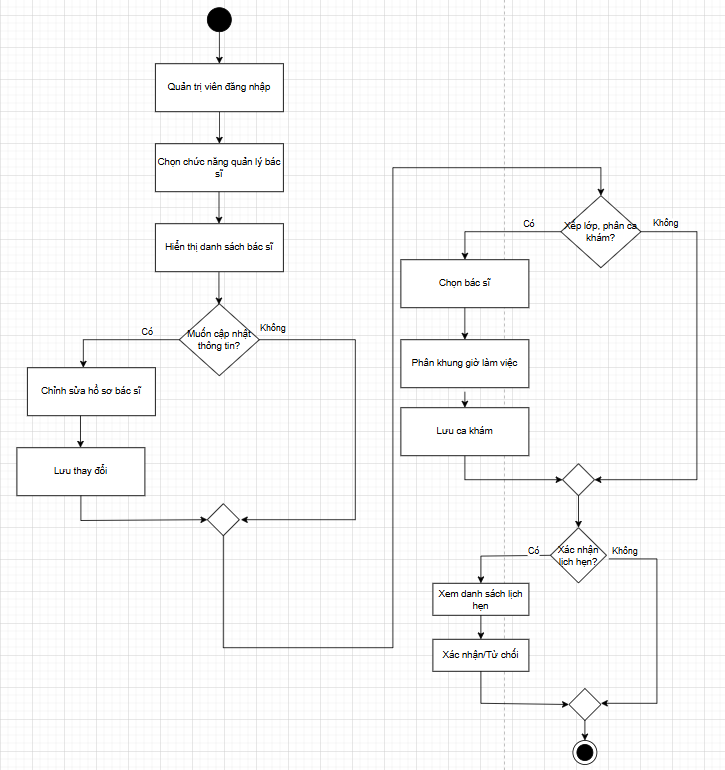 Quản trị viên đăng nhập
Chọn chức năng quản lý bác
sĩ
Hiển thị danh sách bác sĩ
Muốn cập nhật
thông tin?
Có
Không
Chỉnh sửa hồ sơ bác sĩ
Lưu thay đổi
Xếp lớp, phân ca
khám?
Có
Không
Chọn bác sĩ
Phân khung giờ làm việc
Lưu ca khám
Xác nhận
lịch hẹn?
Có
Không
Xem danh sách lịch
hẹn
Xác nhận/Từ chối